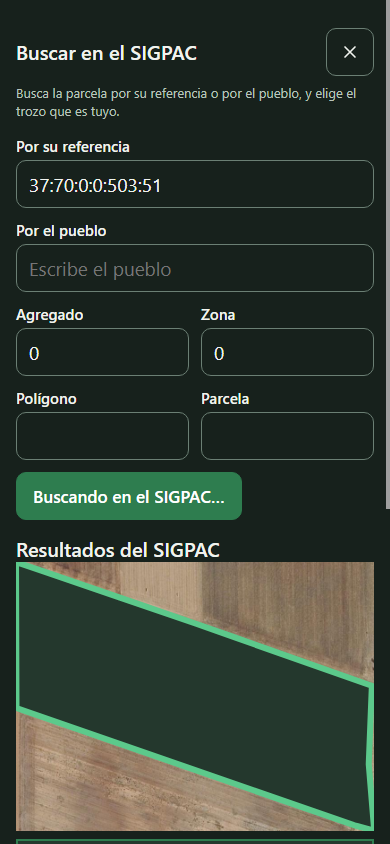 Buscar en el SIGPAC
Busca la parcela por su referencia o por el pueblo, y elige el
trozo que es tuyo.
Por su referencia
37:70:0:0:503:51
Por el pueblo
Escribe el pueblo
Agregado
Zona
0
0
Polígono
Parcela
Buscando en el SIGPAC...
Resultados del SIGPAC